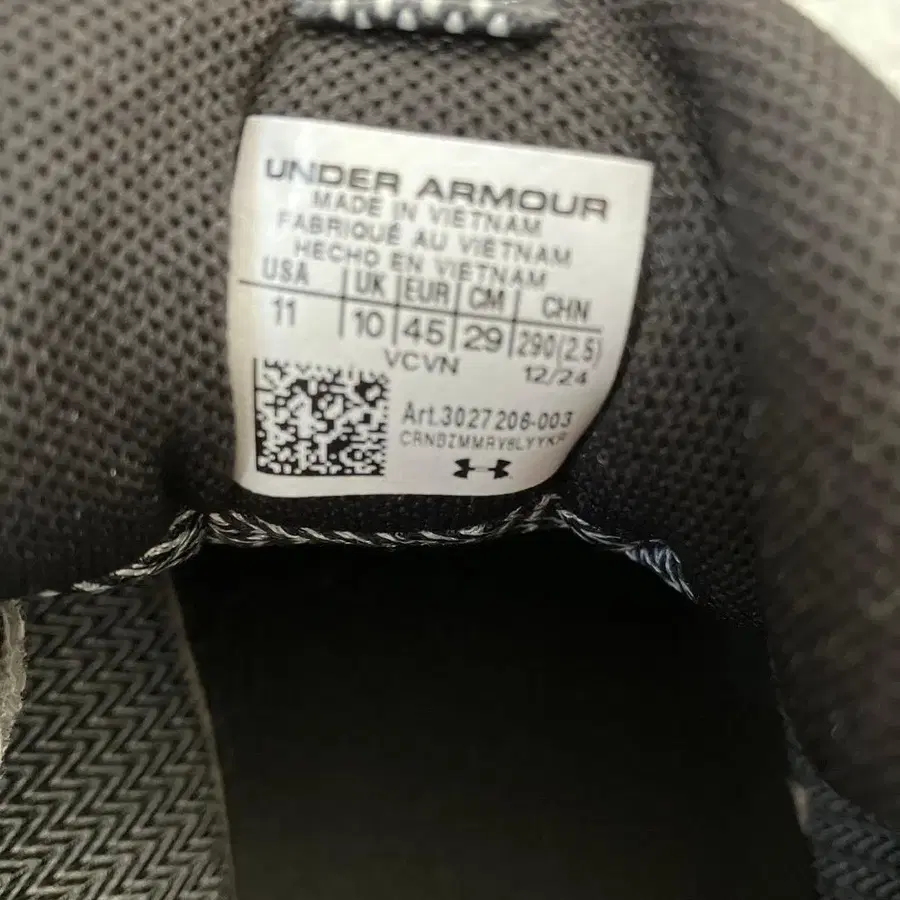 UNDER ARMOUR
MADE IN VIETNAM
FABRIQUÉ AU VIETNAM
HECHO EN VIETNAM
USA UK EUR CM CHN
11 10 45 29 290(2.5)
VCVN 12/24
Art.3027206-003